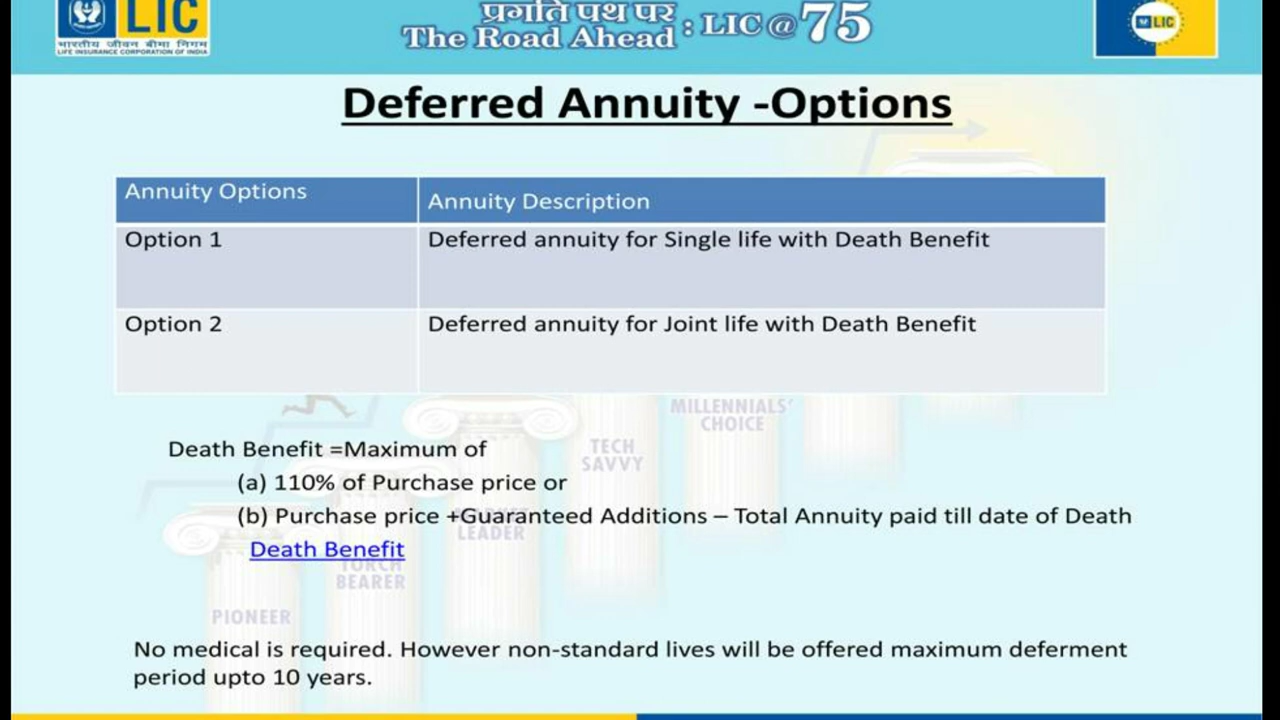 LIC
भारतीय जीवन बीमा निगम
LIFE INSURANCE CORPORATION OF INDIA
प्रगति पथ पर
The Road Ahead : LIC @ 75
LIC
Deferred Annuity -Options
Annuity Options
Annuity Description
Option 1
Deferred annuity for Single life with Death Benefit
Option 2
Deferred annuity for Joint life with Death Benefit
MILLENNIALS'
CHOICE
TECH
SAVVY
Death Benefit =Maximum of
(a) 110% of Purchase price or
(b) Purchase price +Guaranteed Additions – Total Annuity paid till date of Death
MARKET
LEADER
Death Benefit
TORCH
BEARER
PIONEER
No medical is required. However non-standard lives will be offered maximum deferment
period upto 10 years.